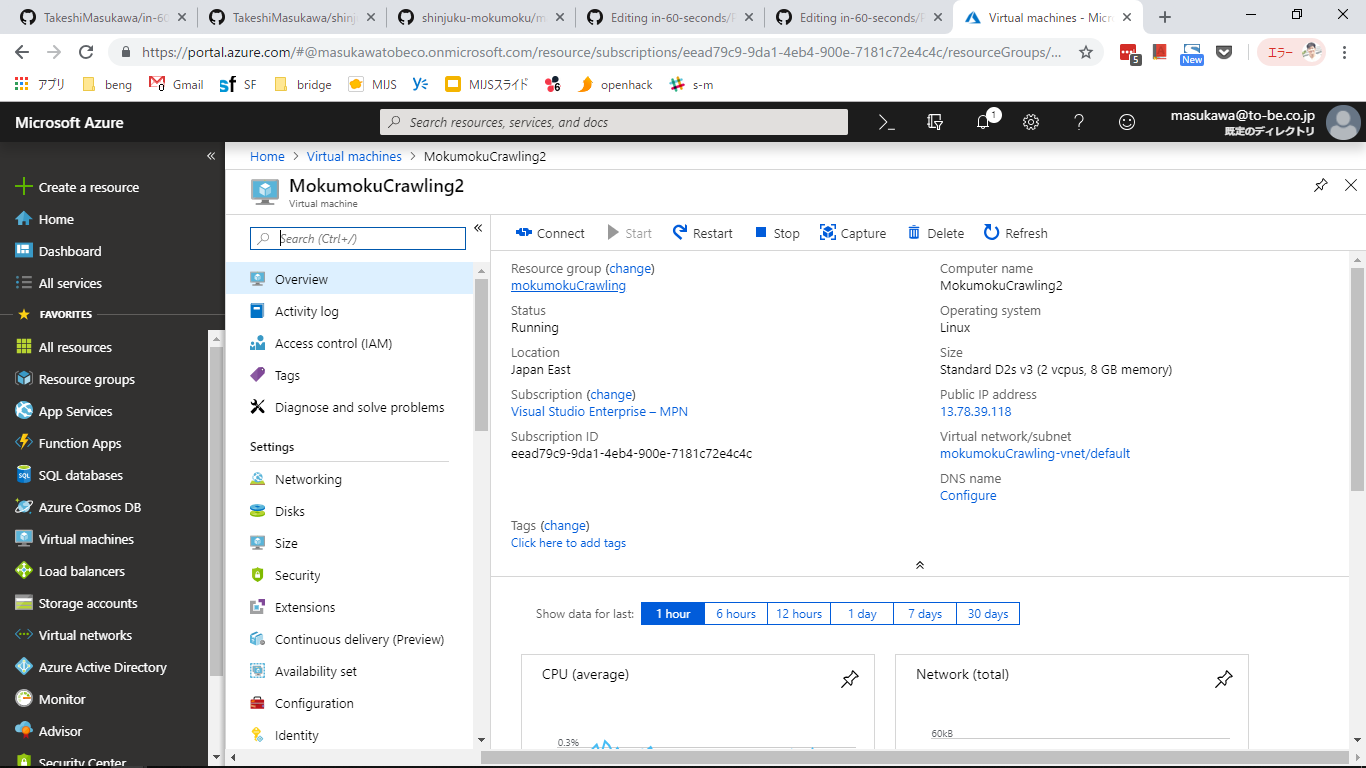 TakeshiMasukawa/in-60
TakeshiMasukawa/shinj
shinjuku-mokumoku/m
Editing in-60-seconds/
Editing in-60-seconds/
Virtual machines - Micr
https://portal.azure.com/#@masukawatobeco.onmicrosoft.com/resource/subscriptions/eead79c9-9da1-4eb4-900e-7181c72e4c4c/resourceGroups/...
5
New
エラー
アプリ
beng
Gmail
sf SF
bridge
MIJS
MIJSスライド
6
openhack
s-m
Microsoft Azure
Search resources, services, and docs
1
masukawa@to-be.co.jp
既定のディレクトリ
Create a resource
Home
Dashboard
All services
FAVORITES
All resources
Resource groups
App Services
Function Apps
SQL databases
Azure Cosmos DB
Virtual machines
Load balancers
Storage accounts
Virtual networks
Azure Active Directory
Monitor
Advisor
Security Center
Home > Virtual machines > MokumokuCrawling2
MokumokuCrawling2
Virtual machine
Search (Ctrl+/)
Overview
Activity log
Access control (IAM)
Tags
Diagnose and solve problems
Settings
Networking
Disks
Size
Security
Extensions
Continuous delivery (Preview)
Availability set
Configuration
Identity
Connect
Start
Restart
Stop
Capture
Delete
Refresh
Resource group (change)
mokumokuCrawling
Status
Running
Location
Japan East
Subscription (change)
Visual Studio Enterprise – MPN
Subscription ID
eead79c9-9da1-4eb4-900e-7181c72e4c4c
Computer name
MokumokuCrawling2
Operating system
Linux
Size
Standard D2s v3 (2 vcpus, 8 GB memory)
Public IP address
13.78.39.118
Virtual network/subnet
mokumokuCrawling-vnet/default
DNS name
Configure
Tags (change)
Click here to add tags
Show data for last:
1 hour
6 hours
12 hours
1 day
7 days
30 days
CPU (average)
0.3%
Network (total)
60kB